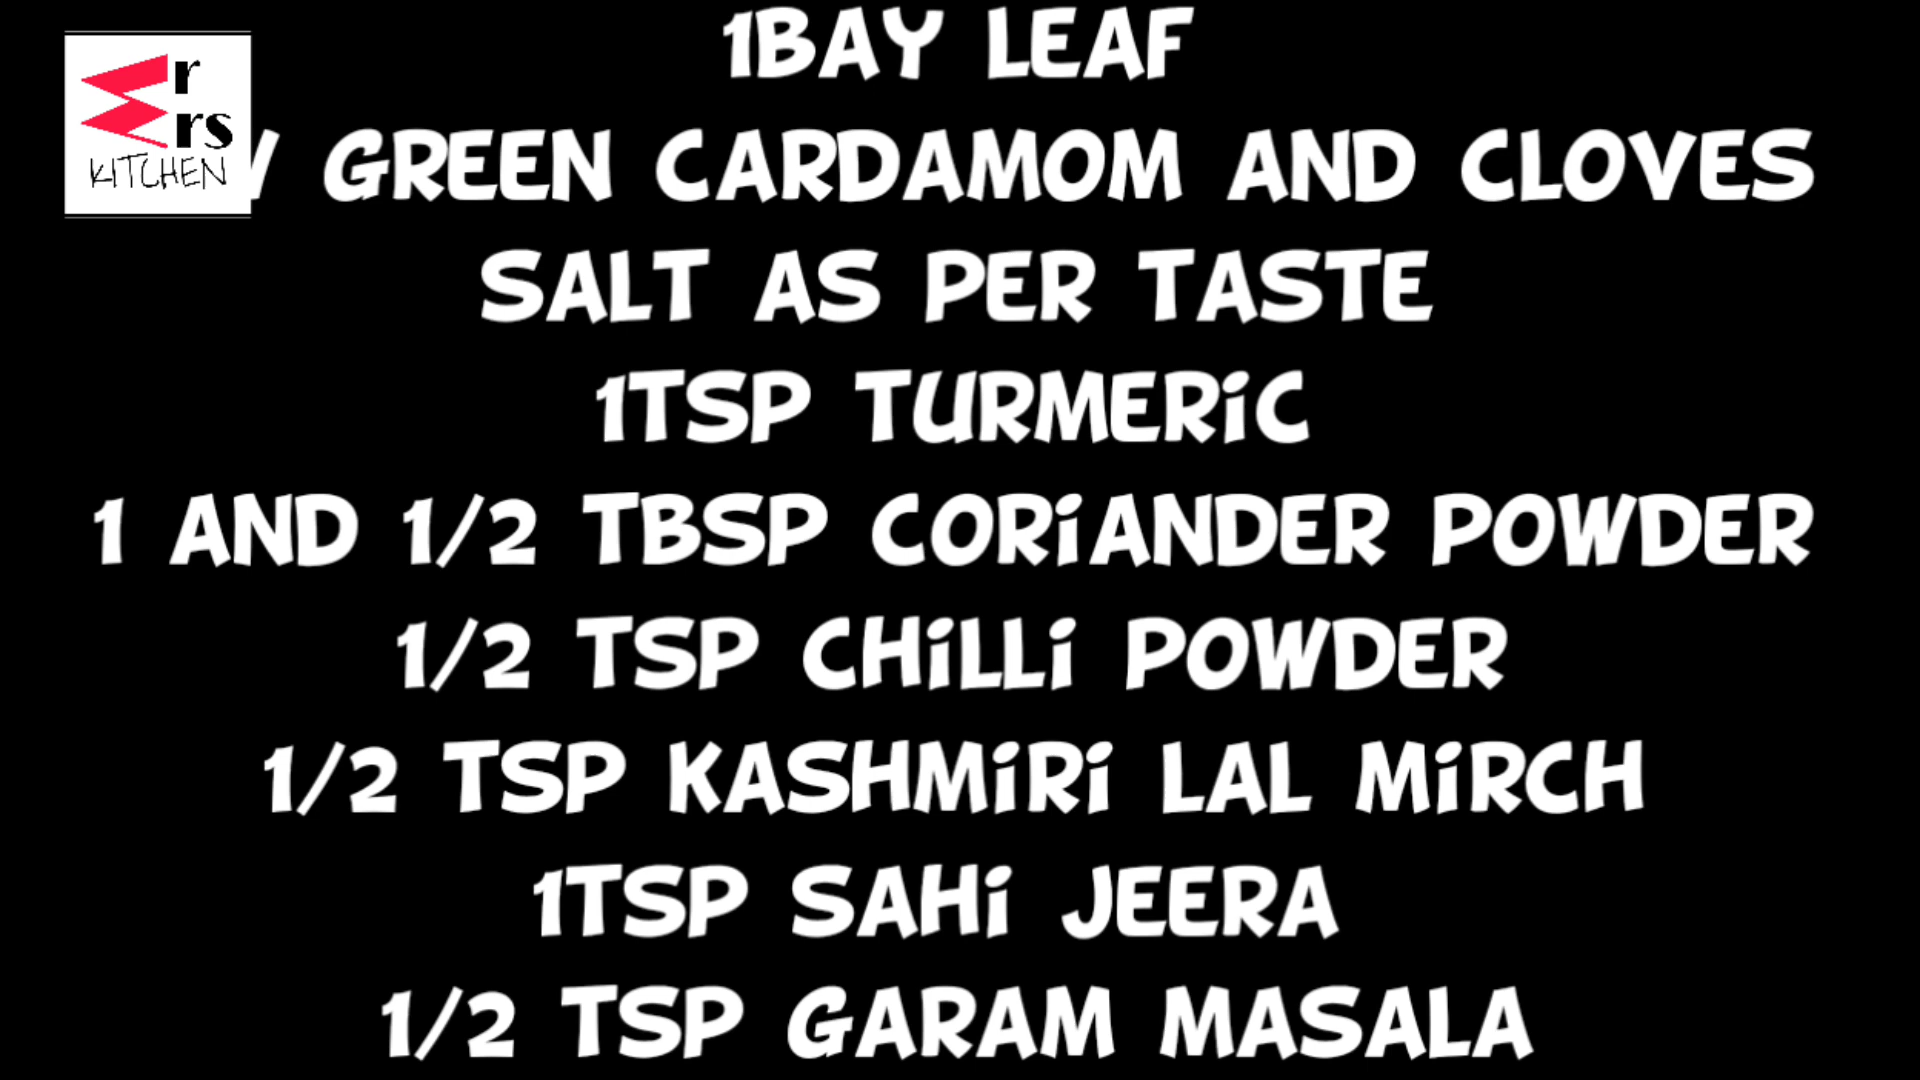 1BAY LEAF
r
rs
KITCHEN
GREEN CARDAMOM AND CLOVES
SALT AS PER TASTE
1TSP TURMERiC
1 AND 1/2 TBSP CORiANDER POWDER
1/2 TSP CHiLLi POWDER
1/2 TSP KASHMiRi LAL MiRCH
1TSP SAHi JEERA
1/2 TSP GARAM MASALA